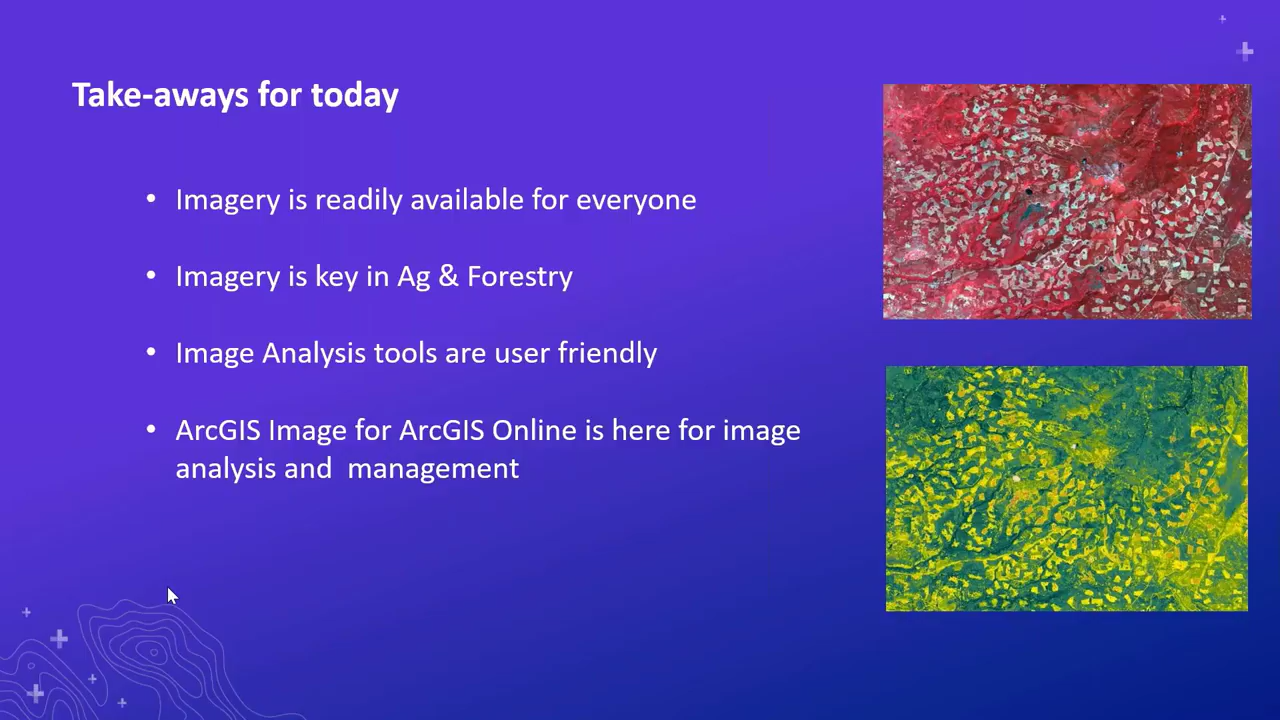 Take-aways for today
• Imagery is readily available for everyone
• Imagery is key in Ag & Forestry
• Image Analysis tools are user friendly
• ArcGIS Image for ArcGIS Online is here for image
analysis and  management